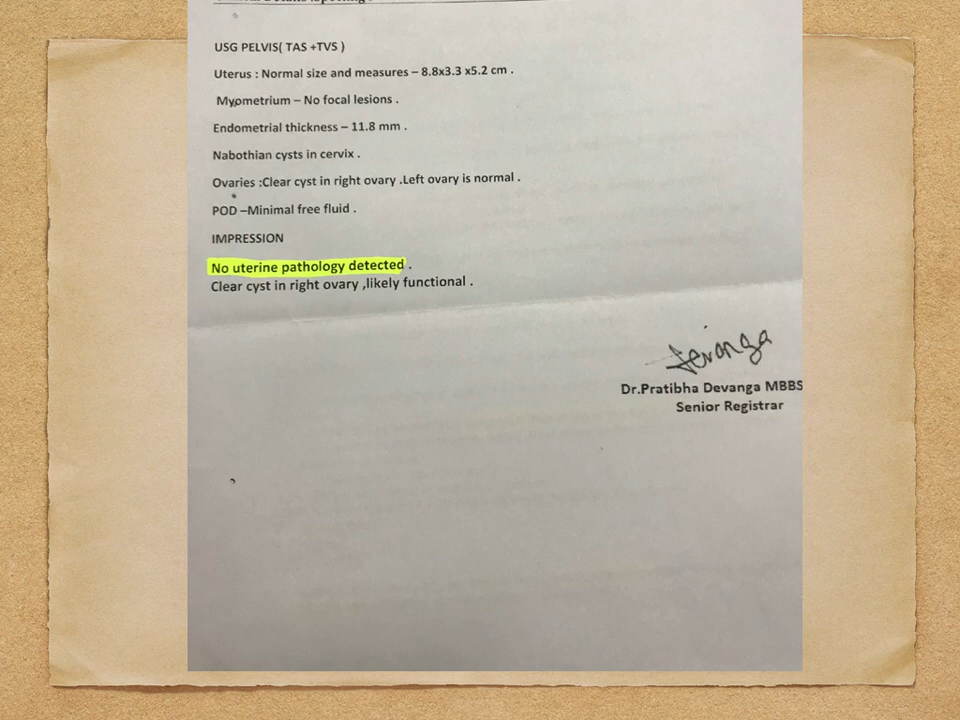 USG PELVIS( TAS +TVS )
Uterus : Normal size and measures – 8.8x3.3 x5.2 cm .
Myometrium – No focal lesions .
Endometrial thickness – 11.8 mm .
Nabothian cysts in cervix .
Ovaries :Clear cyst in right ovary .Left ovary is normal .
POD –Minimal free fluid .
IMPRESSION
No uterine pathology detected .
Clear cyst in right ovary ,likely functional .
Devanga
Dr.Pratibha Devanga MBBS
Senior Registrar